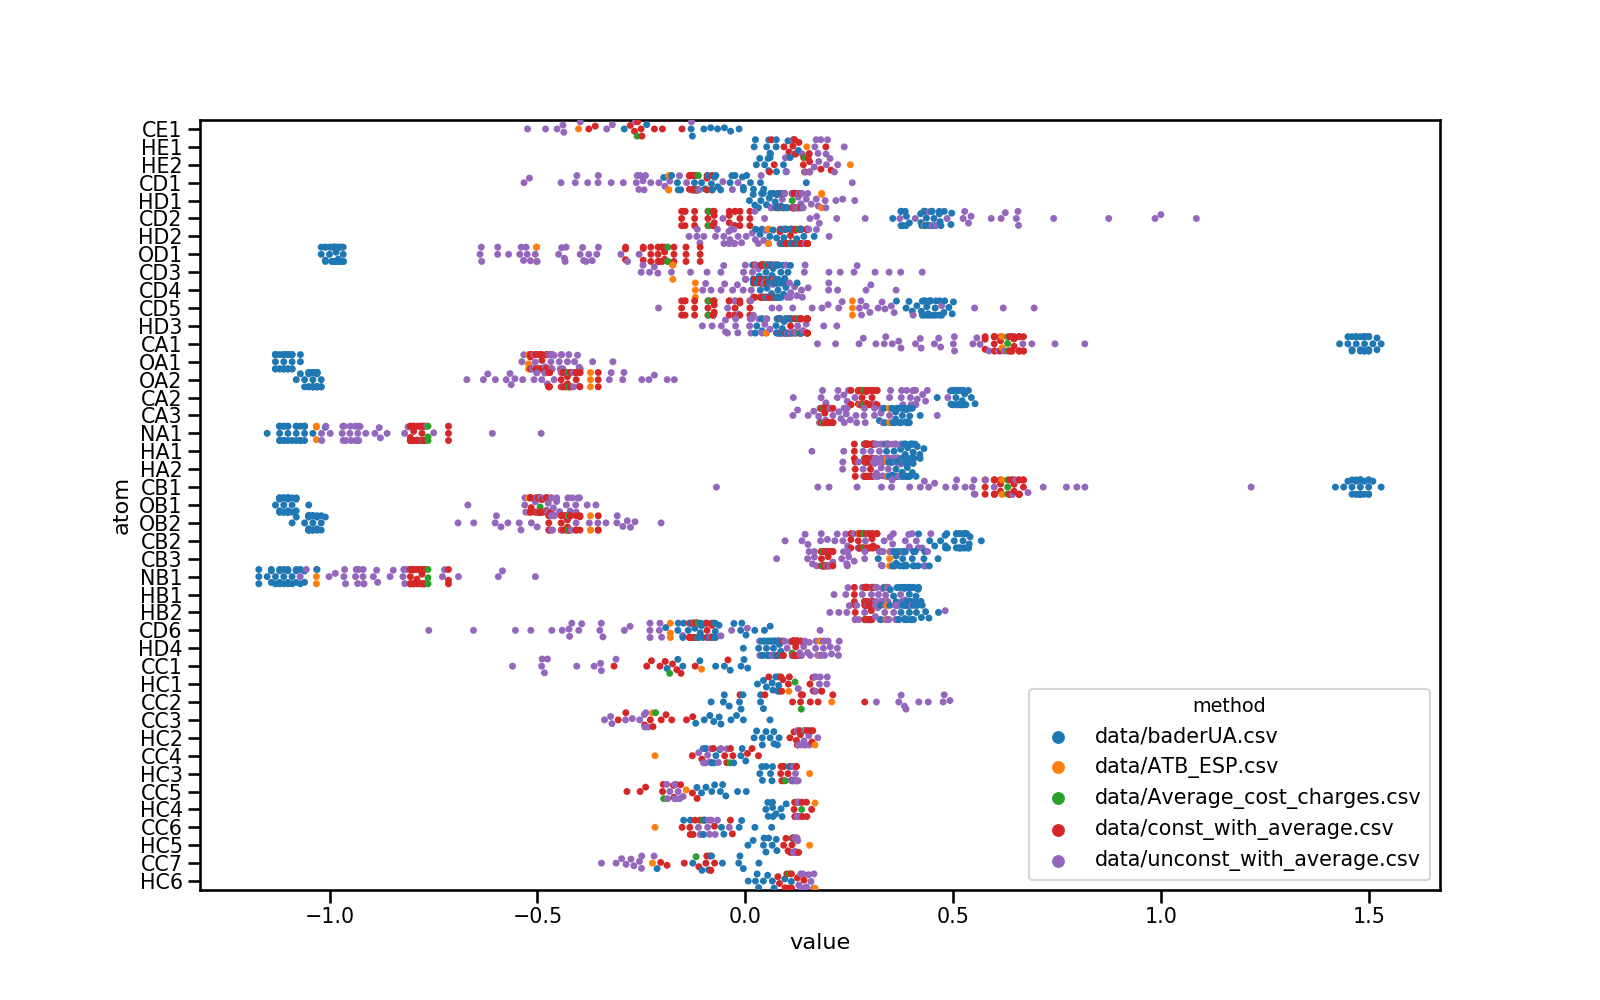 CE1
HE1
HE2
CD1
HD1
CD2
HD2
OD1
CD3
CD4
CD5
HD3
CA1
OA1
OA2
CA2
CA3
NA1
HA1
HA2
CB1
OB1
OB2
CB2
CB3
NB1
HB1
HB2
CD6
HD4
CC1
HC1
CC2
CC3
HC2
CC4
HC3
CC5
HC4
CC6
HC5
CC7
HC6
atom
−1.0 −0.5 0.0 0.5 1.0 1.5
value
method
data/baderUA.csv
data/ATB_ESP.csv
data/Average_cost_charges.csv
data/const_with_average.csv
data/unconst_with_average.csv